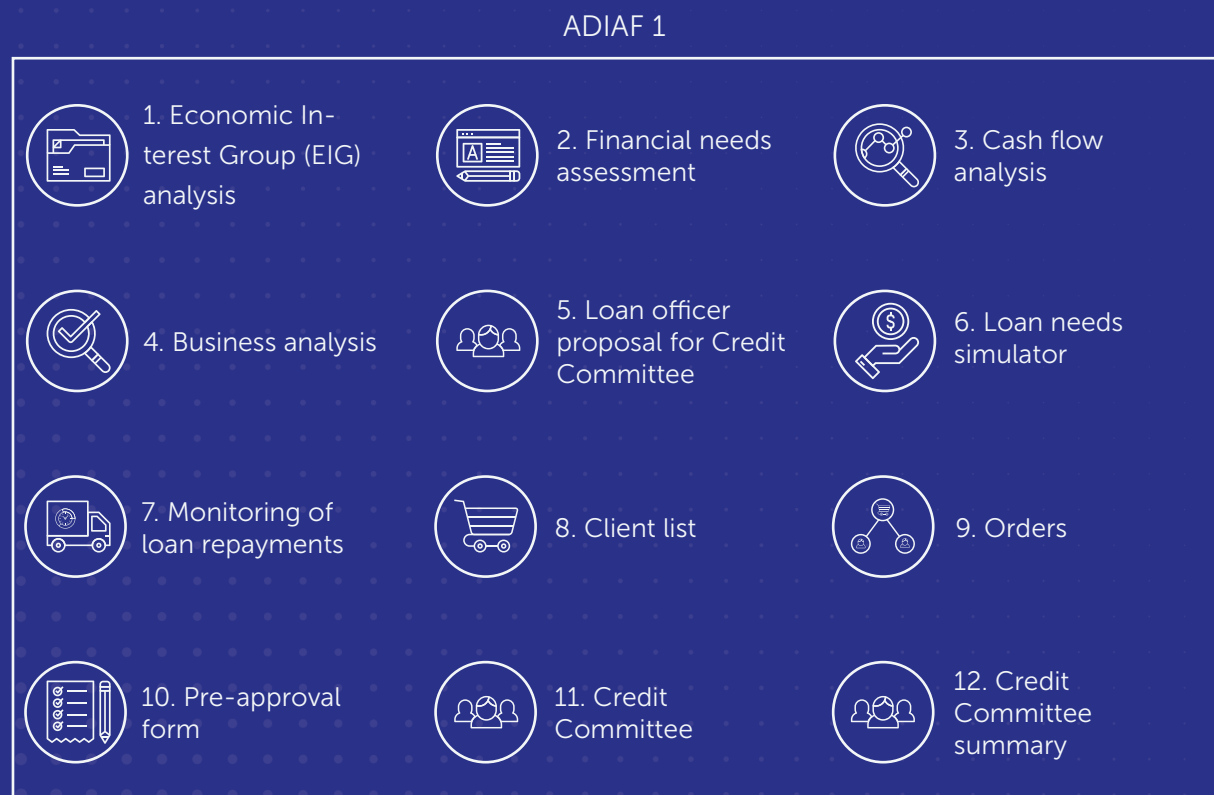 ADIAF 1
1. Economic In-
terest Group (EIG)
analysis
2. Financial needs
assessment
3. Cash flow
analysis
4. Business analysis
5. Loan officer
proposal for Credit
Committee
6. Loan needs
simulator
7. Monitoring of
loan repayments
8. Client list
9. Orders
10. Pre-approval
form
11. Credit
Committee
12. Credit
Committee
summary